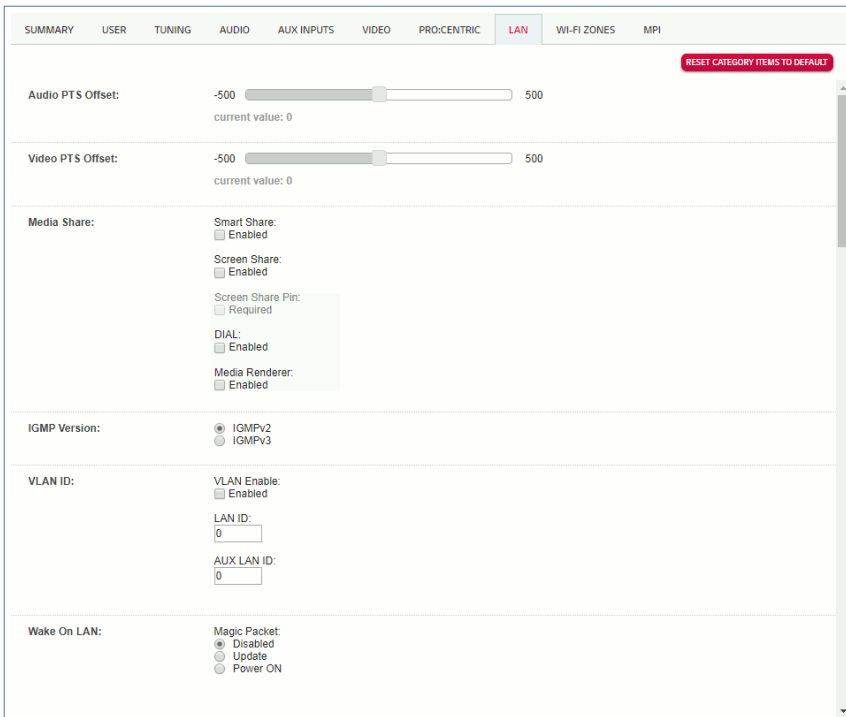 SUMMARY USER TUNING AUDIO AUX INPUTS VIDEO PRO:CENTRIC LAN WI-FI ZONES MPI
RESET CATEGORY ITEMS TO DEFAULT
Audio PTS Offset: -500 500
current value: 0
Video PTS Offset: -500 500
current value: 0
Media Share: Smart Share:
Enabled
Screen Share:
Enabled
Screen Share Pin:
Required
DIAL:
Enabled
Media Renderer:
Enabled
IGMP Version: IGMPv2
IGMPv3
VLAN ID: VLAN Enable:
Enabled
LAN ID:
0
AUX LAN ID:
0
Wake On LAN: Magic Packet:
Disabled
Update
Power ON